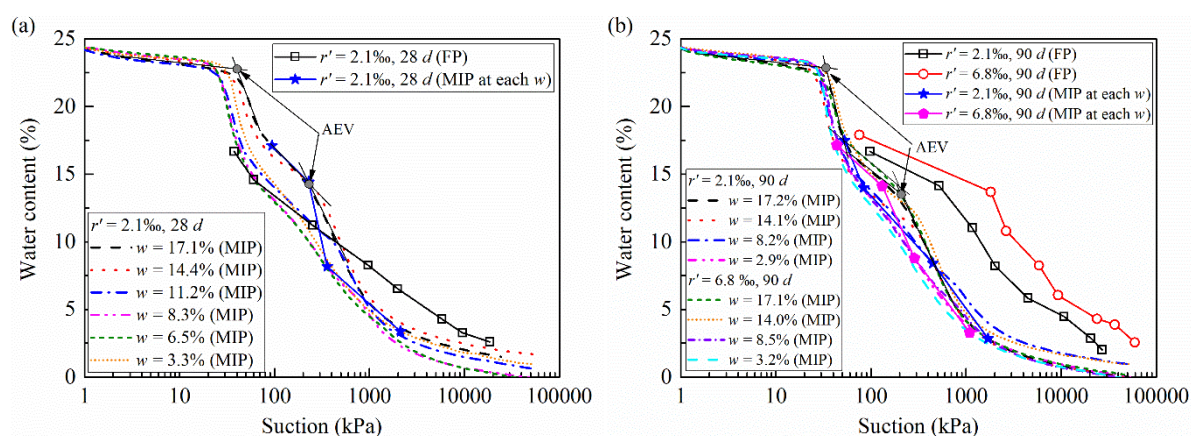 (a)
25
20
15
10
5
0
Water content (%)
r' = 2.1‰, 28 d (FP)
r' = 2.1‰, 28 d (MIP at each w)
AEV
r' = 2.1‰, 28 d
w = 17.1% (MIP)
w = 14.4% (MIP)
w = 11.2% (MIP)
w = 8.3% (MIP)
w = 6.5% (MIP)
w = 3.3% (MIP)
1 10 100 1000 10000 100000
Suction (kPa)
(b)
25
20
15
10
5
0
Water content (%)
r' = 2.1‰, 90 d (FP)
r' = 6.8‰, 90 d (FP)
r' = 2.1‰, 90 d (MIP at each w)
r' = 6.8‰, 90 d (MIP at each w)
AEV
r' = 2.1‰, 90 d
w = 17.2% (MIP)
w = 14.1% (MIP)
w = 8.2% (MIP)
w = 2.9% (MIP)
r' = 6.8 ‰, 90 d
w = 17.1% (MIP)
w = 14.0% (MIP)
w = 8.5% (MIP)
w = 3.2% (MIP)
1 10 100 1000 10000 100000
Suction (kPa)